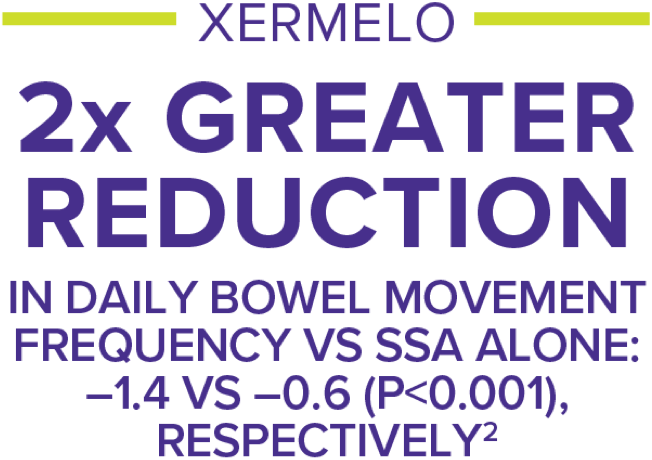 XERMELO
2x GREATER
REDUCTION
IN DAILY BOWEL MOVEMENT
FREQUENCY VS SSA ALONE:
–1.4 VS –0.6 (P<0.001),
RESPECTIVELY²